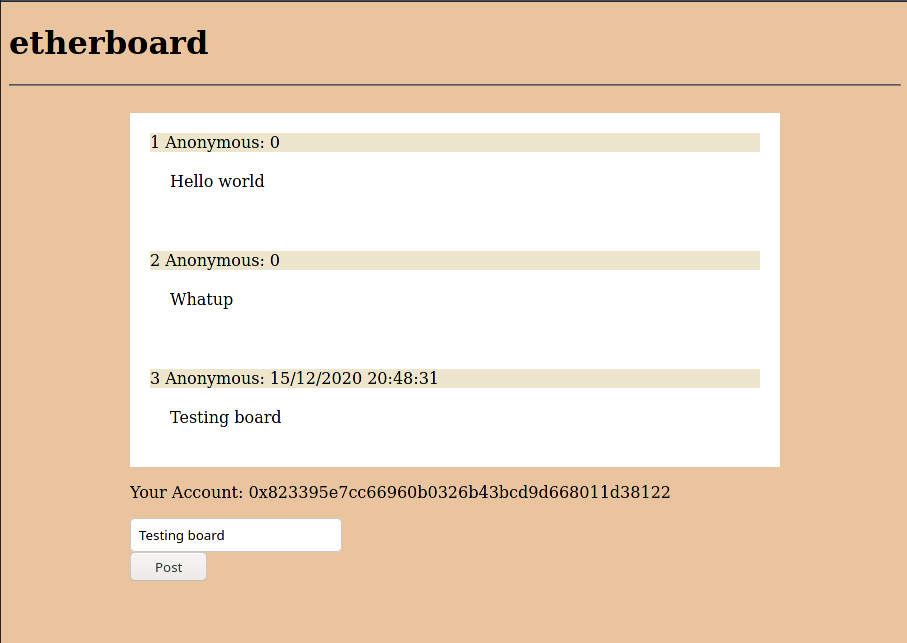 etherboard
1 Anonymous: 0
Hello world
2 Anonymous: 0
Whatup
3 Anonymous: 15/12/2020 20:48:31
Testing board
Your Account: 0x823395e7cc66960b0326b43bcd9d668011d38122
Testing board
Post